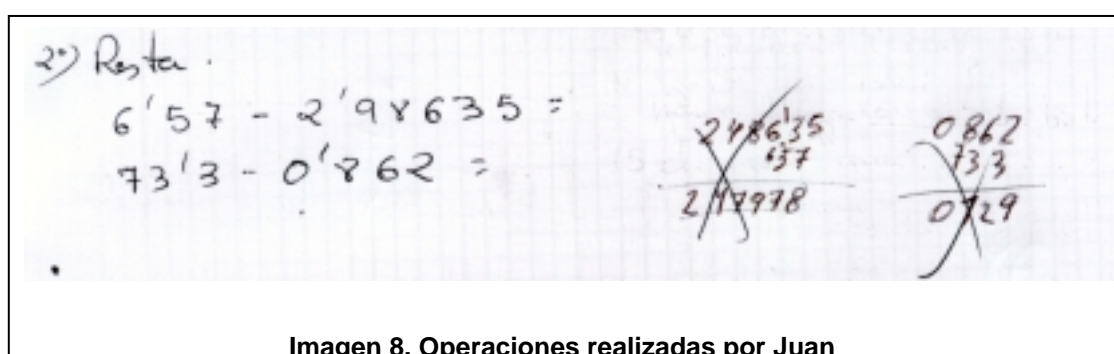 2º) Resta.
6'57 - 2'98635 =
73'3 - 0'862 =
298635
657
217978
0862
733
0729
Imagen 8. Operaciones realizadas por Juan